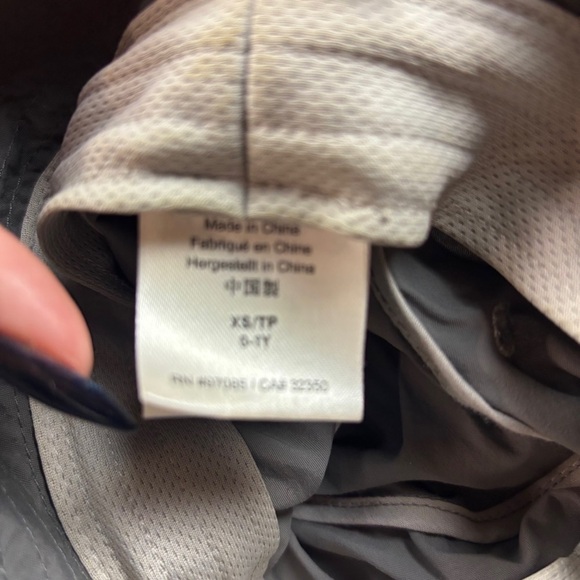 Made in China
Fabriqué en Chine
Hergestellt in China
中国製
XS/TP
0-1Y
RN #67085 / CA# 32350